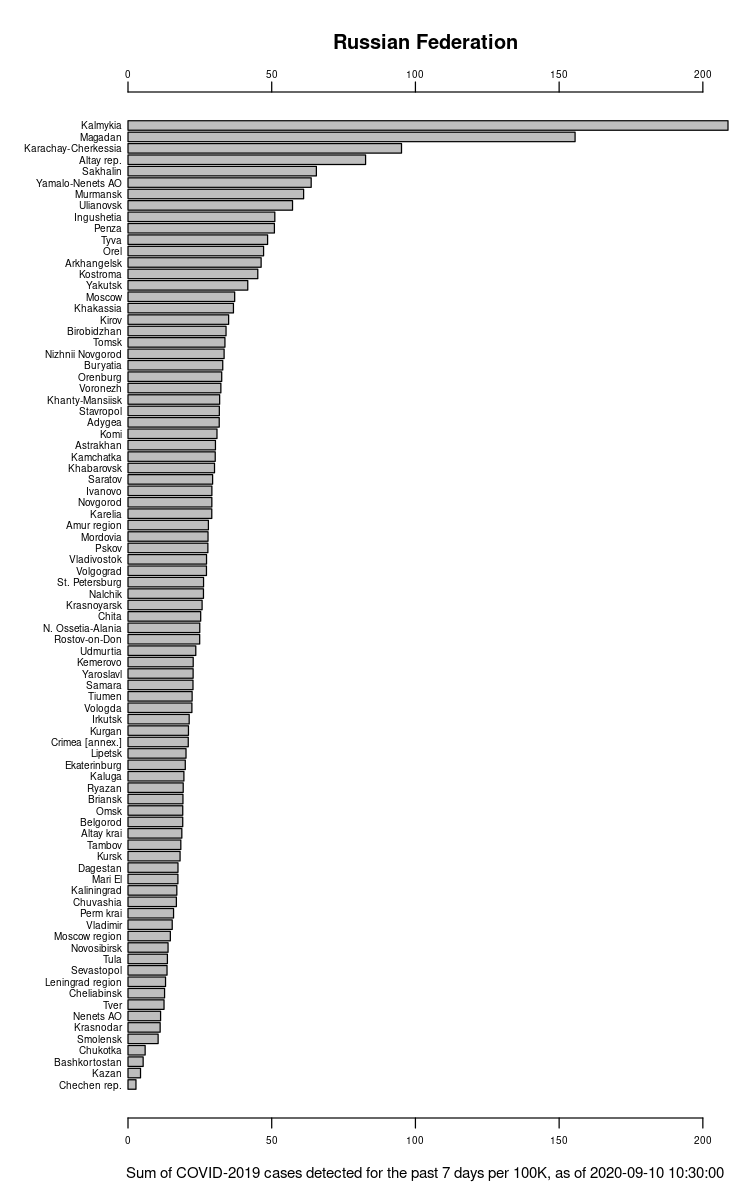 Russian Federation
0 50 100 150 200
Kalmykia
Magadan
Karachay-Cherkessia
Altay rep.
Sakhalin
Yamalo-Nenets AO
Murmansk
Ulianovsk
Ingushetia
Penza
Tyva
Orel
Arkhangelsk
Kostroma
Yakutsk
Moscow
Khakassia
Kirov
Birobidzhan
Tomsk
Nizhnii Novgorod
Buryatia
Orenburg
Voronezh
Khanty-Mansiisk
Stavropol
Adygea
Komi
Astrakhan
Kamchatka
Khabarovsk
Saratov
Ivanovo
Novgorod
Karelia
Amur region
Mordovia
Pskov
Vladivostok
Volgograd
St. Petersburg
Nalchik
Krasnoyarsk
Chita
N. Ossetia-Alania
Rostov-on-Don
Udmurtia
Kemerovo
Yaroslavl
Samara
Tiumen
Vologda
Irkutsk
Kurgan
Crimea [annex.]
Lipetsk
Ekaterinburg
Kaluga
Ryazan
Briansk
Omsk
Belgorod
Altay krai
Tambov
Kursk
Dagestan
Mari El
Kaliningrad
Chuvashia
Perm krai
Vladimir
Moscow region
Novosibirsk
Tula
Sevastopol
Leningrad region
Cheliabinsk
Tver
Nenets AO
Krasnodar
Smolensk
Chukotka
Bashkortostan
Kazan
Chechen rep.
0 50 100 150 200
Sum of COVID-2019 cases detected for the past 7 days per 100K, as of 2020-09-10 10:30:00